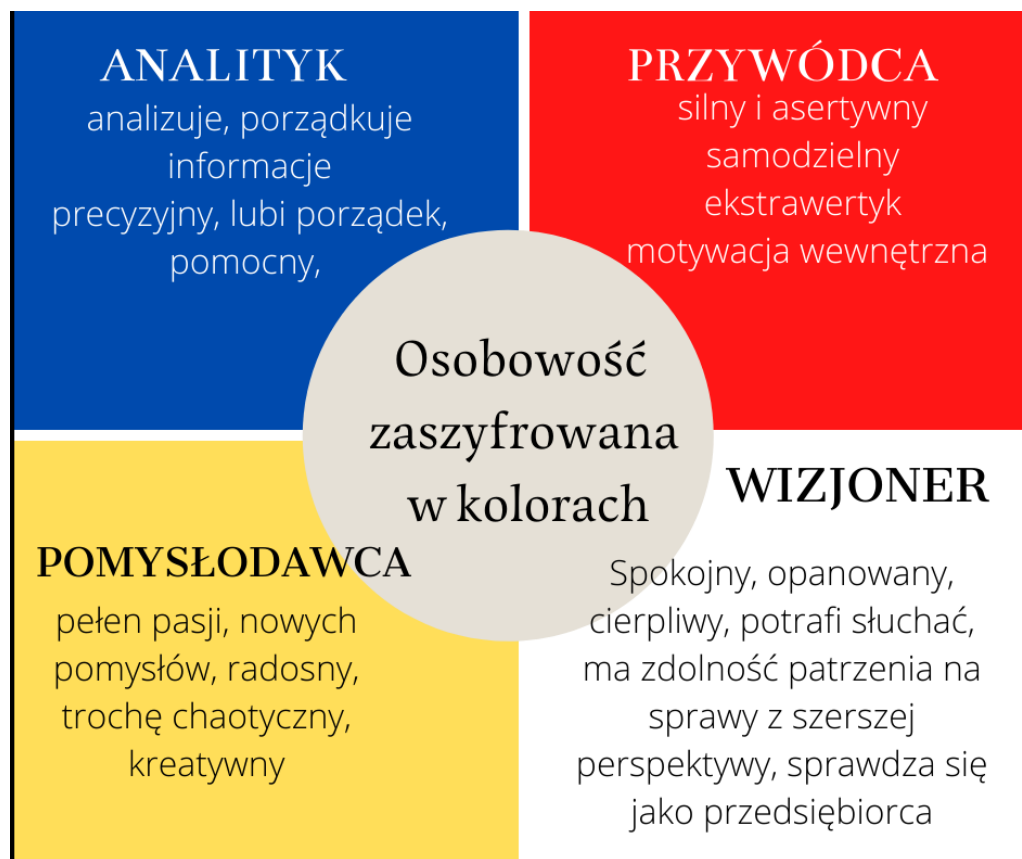 ANALITYK
analizuje, porządkuje
informacje
precyzyjny, lubi porządek,
pomocny,
PRZYWÓDCA
silny i asertywny
samodzielny
ekstrawertyk
motywacja wewnętrzna
Osobowość
zaszyfrowana
w kolorach
POMYSŁODAWCA
pełen pasji, nowych
pomysłów, radosny,
trochę chaotyczny,
kreatywny
WIZJONER
Spokojny, opanowany,
cierpliwy, potrafi słuchać,
ma zdolność patrzenia na
sprawy z szerszej
perspektywy, sprawdza się
jako przedsiębiorca